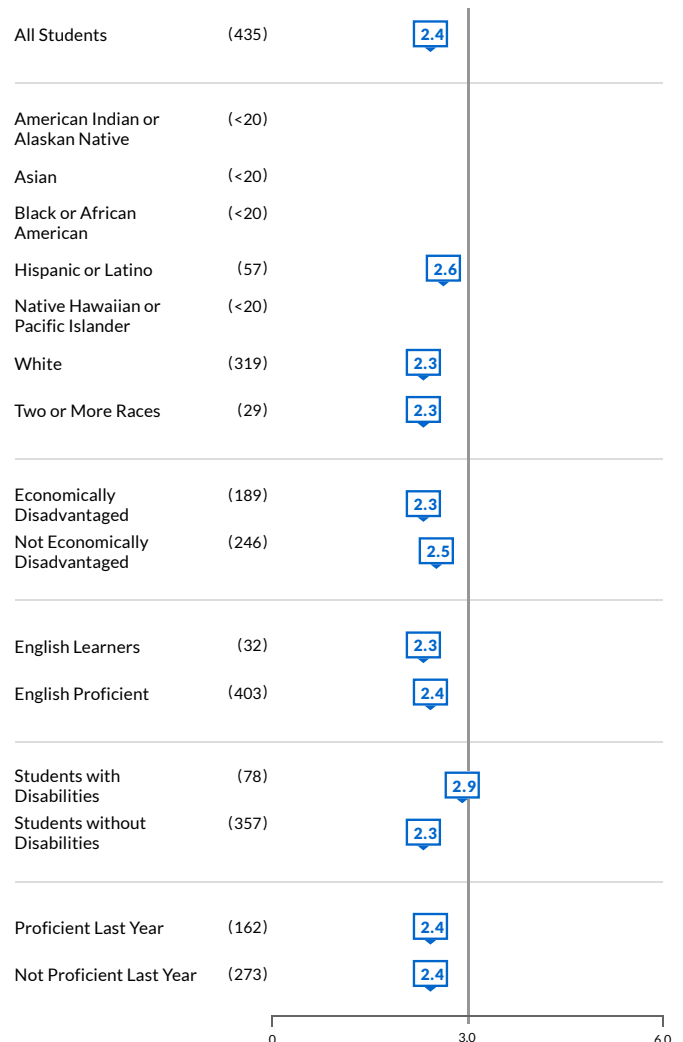 All Students (435) 2.4
American Indian or (<20)
Alaskan Native
Asian (<20)
Black or African (<20)
American
Hispanic or Latino (57) 2.6
Native Hawaiian or (<20)
Pacific Islander
White (319) 2.3
Two or More Races (29) 2.3
Economically (189) 2.3
Disadvantaged
Not Economically (246) 2.5
Disadvantaged
English Learners (32) 2.3
English Proficient (403) 2.4
Students with (78) 2.9
Disabilities
Students without (357) 2.3
Disabilities
Proficient Last Year (162) 2.4
Not Proficient Last Year (273) 2.4
0 3.0 6.0